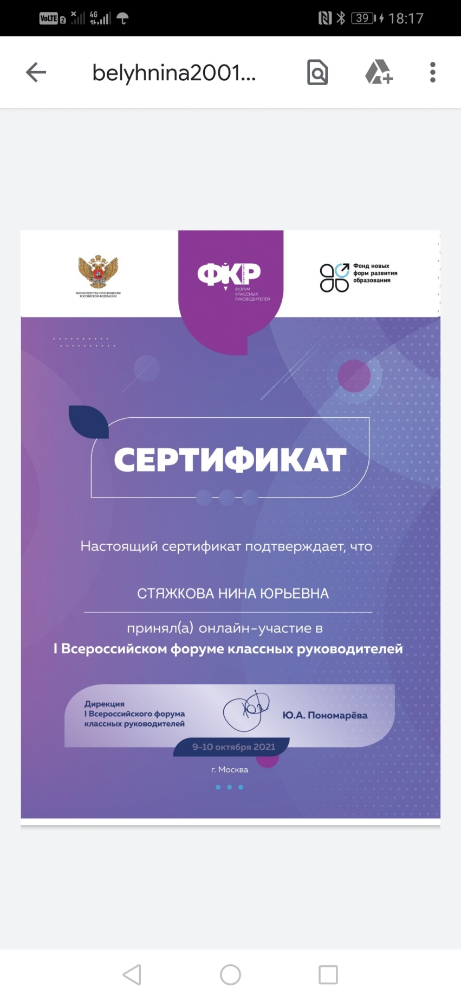 VoLTE 2 4G 39 18:17
belyhnina2001...
МИНИСТЕРСТВО ПРОСВЕЩЕНИЯ
РОССИЙСКОЙ ФЕДЕРАЦИИ
ФКР
ФОРУМ
КЛАССНЫХ
РУКОВОДИТЕЛЕЙ
Фонд новых
форм развития
образования
СЕРТИФИКАТ
Настоящий сертификат подтверждает, что
СТЯЖКОВА НИНА ЮРЬЕВНА
принял(а) онлайн-участие в
I Всероссийском форуме классных руководителей
Дирекция
I Всероссийского форума
классных руководителей
Ю.А. Пономарёва
9-10 октября 2021
г. Москва